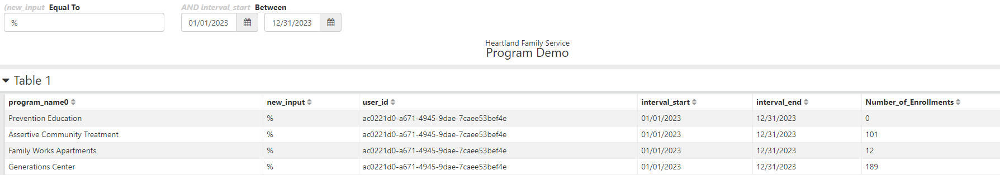 (new_input Equal To AND interval_start Between
% 01/01/2023 12/31/2023
Heartland Family Service
Program Demo
Table 1
program_name0 new_input user_id interval_start interval_end Number_of_Enrollments
Prevention Education % ac0221d0-a671-4945-9dae-7caee53bef4e 01/01/2023 12/31/2023 0
Assertive Community Treatment % ac0221d0-a671-4945-9dae-7caee53bef4e 01/01/2023 12/31/2023 101
Family Works Apartments % ac0221d0-a671-4945-9dae-7caee53bef4e 01/01/2023 12/31/2023 12
Generations Center % ac0221d0-a671-4945-9dae-7caee53bef4e 01/01/2023 12/31/2023 189